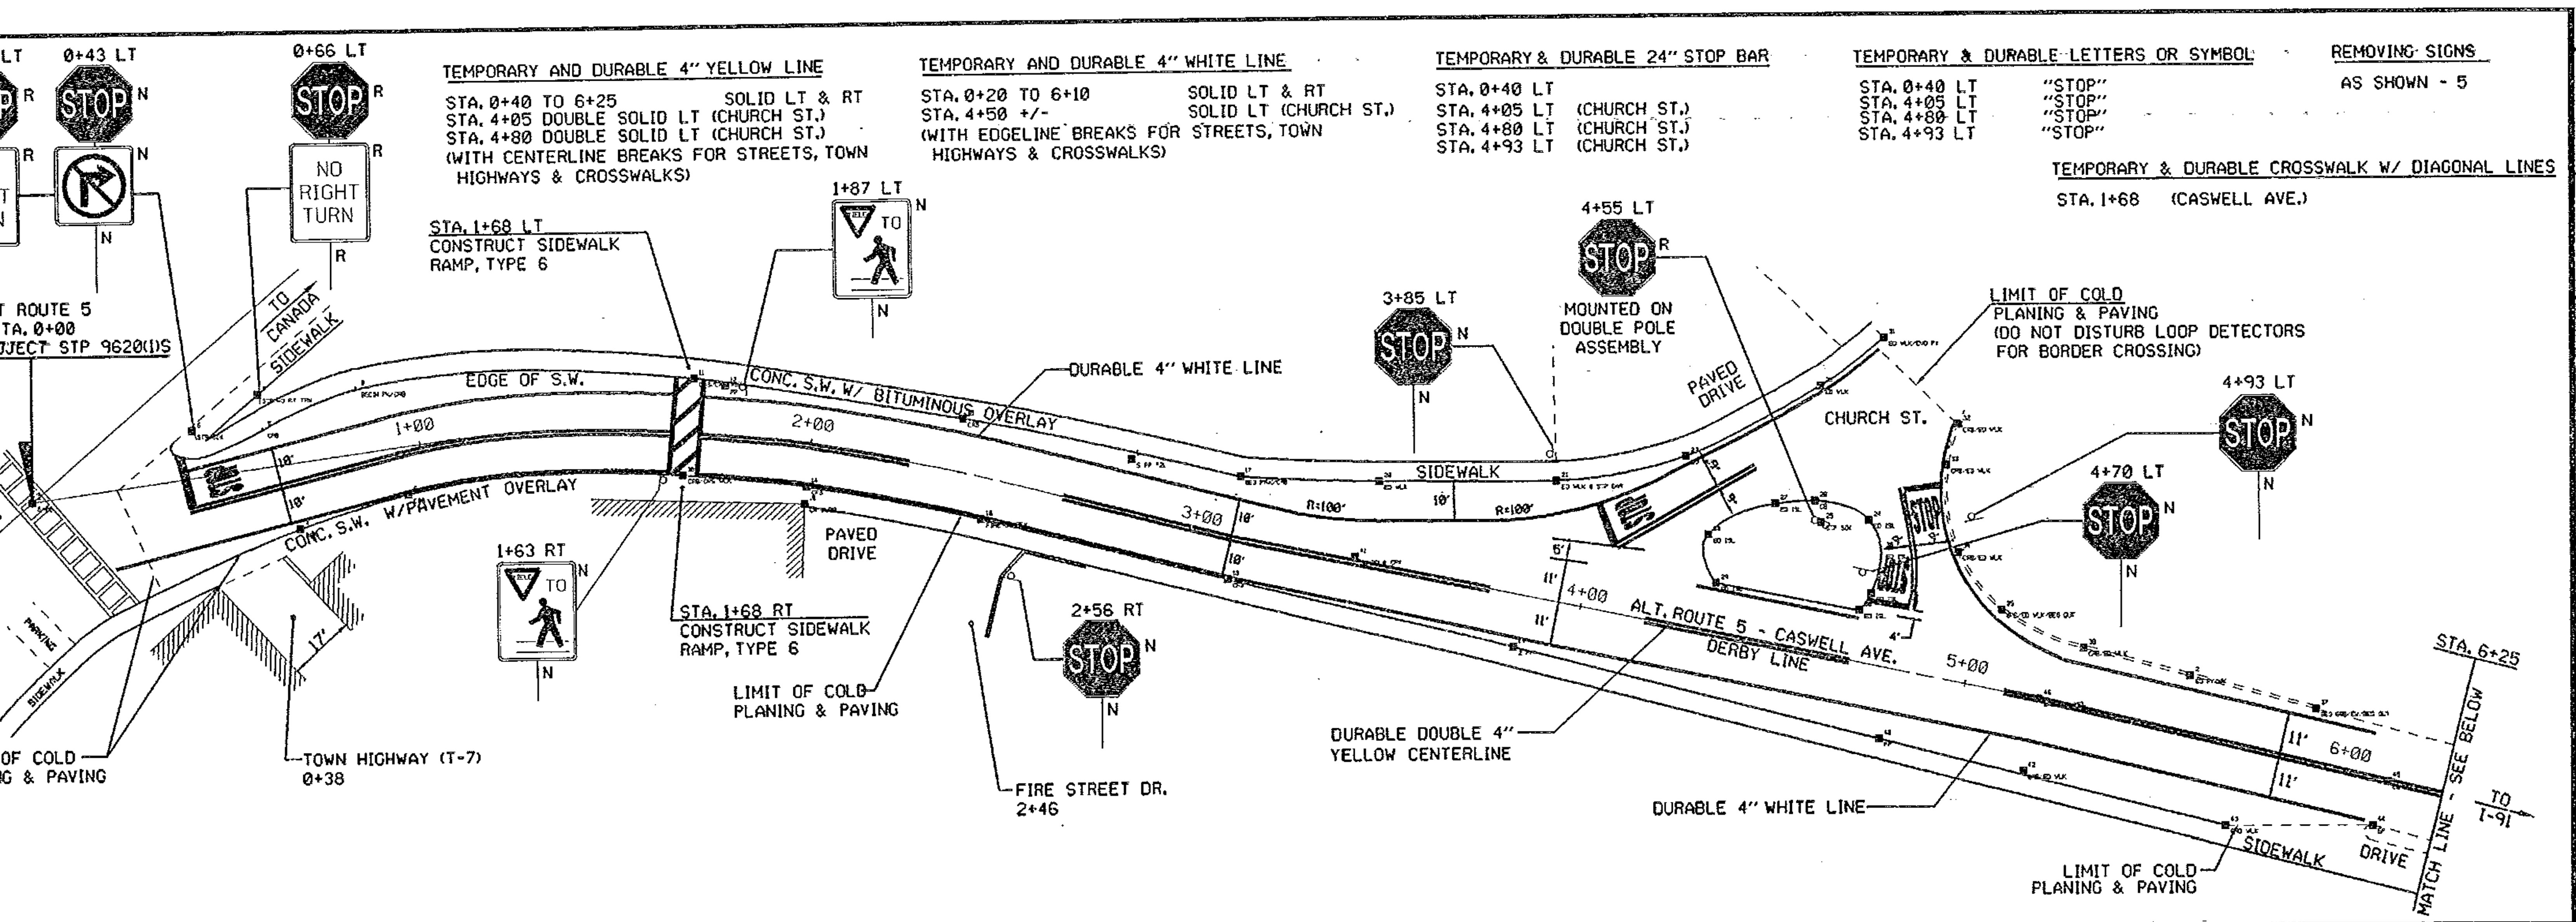 LT
0+43 LT
STOP
N
N
N
R
R
0+66 LT
STOP
R
NO
RIGHT
TURN
R
R
TEMPORARY AND DURABLE 4" YELLOW LINE
STA. 0+40 TO 6+25 SOLID LT & RT
STA. 4+05 DOUBLE SOLID LT (CHURCH ST.)
STA. 4+80 DOUBLE SOLID LT (CHURCH ST.)
(WITH CENTERLINE BREAKS FOR STREETS, TOWN
HIGHWAYS & CROSSWALKS)
TEMPORARY AND DURABLE 4" WHITE LINE
STA. 0+20 TO 6+10 SOLID LT & RT
STA. 4+50 +/- SOLID LT (CHURCH ST.)
(WITH EDGELINE BREAKS FOR STREETS, TOWN
HIGHWAYS & CROSSWALKS)
TEMPORARY & DURABLE 24" STOP BAR
STA. 0+40 LT
STA. 4+05 LT (CHURCH ST.)
STA. 4+80 LT (CHURCH ST.)
STA. 4+93 LT (CHURCH ST.)
TEMPORARY & DURABLE LETTERS OR SYMBOL
STA. 0+40 LT "STOP"
STA. 4+05 LT "STOP"
STA. 4+80 LT "STOP"
STA. 4+93 LT "STOP"
REMOVING SIGNS
AS SHOWN - 5
TEMPORARY & DURABLE CROSSWALK W/ DIAGONAL LINES
STA. 1+68 (CASWELL AVE.)
T ROUTE 5
TA. 0+00
OJECT STP 9620(1)S
TO
CANADA
SIDEWALK
STA. 1+68 LT
CONSTRUCT SIDEWALK
RAMP, TYPE 6
1+87 LT
TO
N
N
EDGE OF S.W.
CONC. S.W. W/ BITUMINOUS OVERLAY
DURABLE 4" WHITE LINE
3+85 LT
STOP
N
N
4+55 LT
STOP
R
MOUNTED ON
DOUBLE POLE
ASSEMBLY
PAVED
DRIVE
CHURCH ST.
LIMIT OF COLD
PLANING & PAVING
(DO NOT DISTURB LOOP DETECTORS
FOR BORDER CROSSING)
4+93 LT
STOP
N
N
4+70 LT
STOP
N
N
1+00
2+00
3+00
4+00
5+00
6+00
10'
10'
CONC. S.W. W/PAVEMENT OVERLAY
SIDEWALK
10'
R=100'
R=100'
10'
10'
9'
9'
5'
11'
11'
STOP
9'
9'
4'
PAVED
DRIVE
1+63 RT
TO
N
N
STA. 1+68 RT
CONSTRUCT SIDEWALK
RAMP, TYPE 6
2+56 RT
STOP
N
N
LIMIT OF COLD
PLANING & PAVING
ALT. ROUTE 5 - CASWELL AVE.
DERBY LINE
PARKING
SIDEWALK
17'
OF COLD
NG & PAVING
TOWN HIGHWAY (T-7)
0+38
FIRE STREET DR.
2+46
DURABLE DOUBLE 4"
YELLOW CENTERLINE
DURABLE 4" WHITE LINE
11'
11'
STA. 6+25
MATCH LINE - SEE BELOW
TO
I-91
SIDEWALK
DRIVE
LIMIT OF COLD
PLANING & PAVING